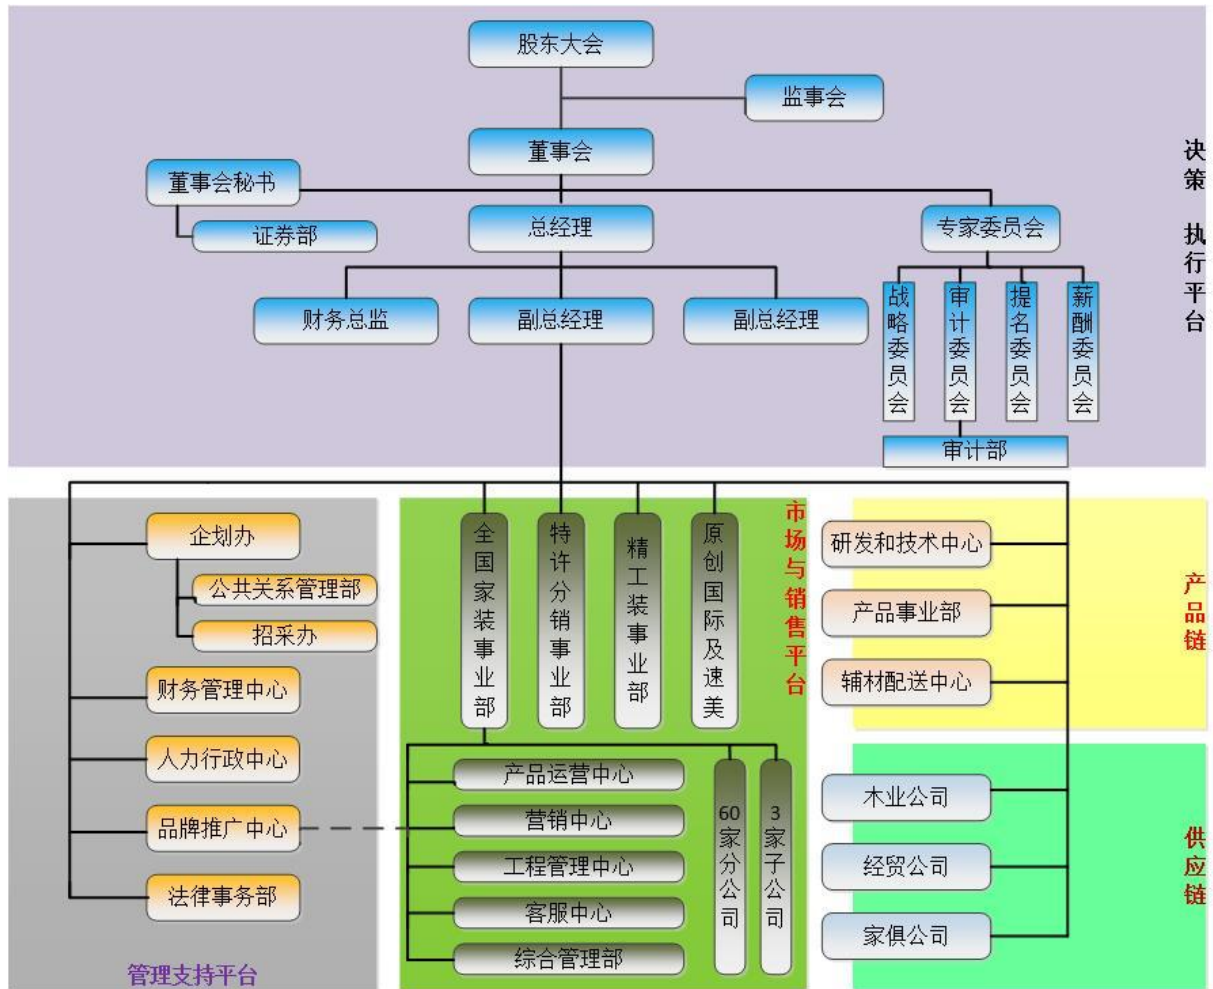 股东大会
监事会
董事会
董事会秘书
证券部
总经理
专家委员会
财务总监
副总经理
副总经理
战略委员会
审计委员会
提名委员会
薪酬委员会
审计部
决策 执行平台
企划办
公共关系管理部
招采办
财务管理中心
人力行政中心
品牌推广中心
法律事务部
管理支持平台
全国家装事业部
特许分销事业部
精工装事业部
原创国际及速美
市场与销售平台
产品运营中心
营销中心
工程管理中心
客服中心
综合管理部
60家分公司
3家子公司
研发和技术中心
产品事业部
辅材配送中心
产品链
木业公司
经贸公司
家俱公司
供应链